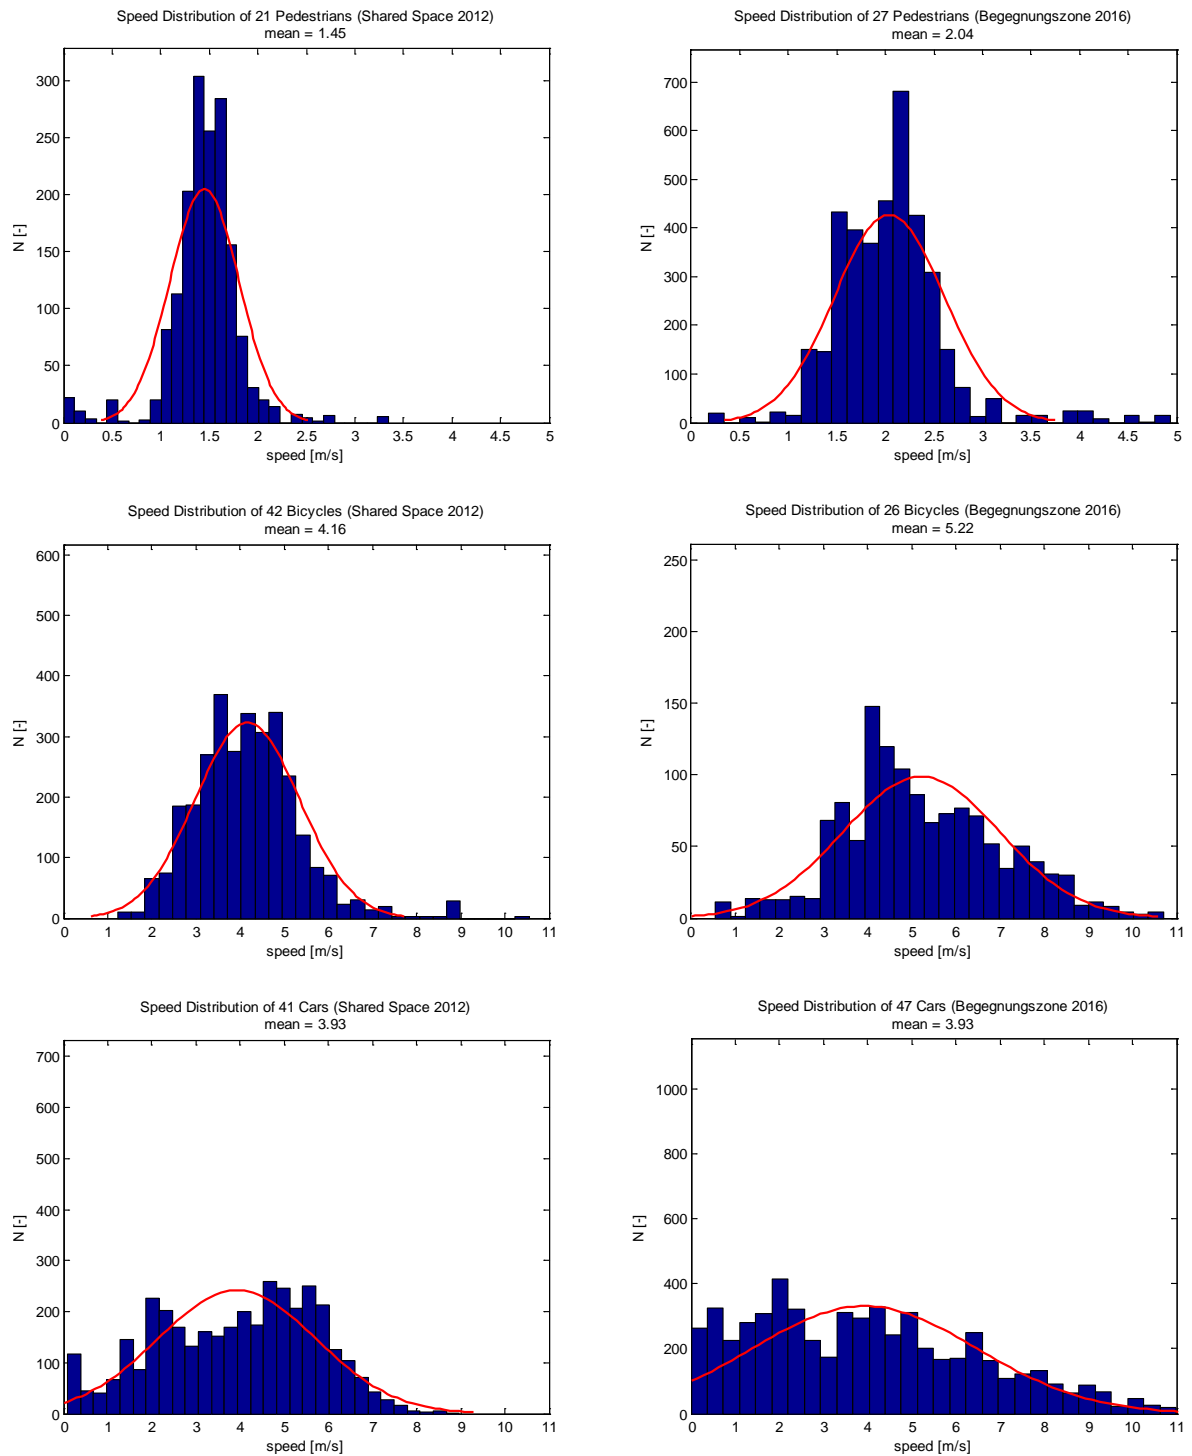 Speed Distribution of 21 Pedestrians (Shared Space 2012)
mean = 1.45
300
250
200
150
100
50
0
N [-]
0 0.5 1 1.5 2 2.5 3 3.5 4 4.5 5
speed [m/s]
Speed Distribution of 27 Pedestrians (Begegnungszone 2016)
mean = 2.04
700
600
500
400
300
200
100
0
N [-]
0 0.5 1 1.5 2 2.5 3 3.5 4 4.5 5
speed [m/s]
Speed Distribution of 42 Bicycles (Shared Space 2012)
mean = 4.16
600
500
400
300
200
100
0
N [-]
0 1 2 3 4 5 6 7 8 9 10 11
speed [m/s]
Speed Distribution of 26 Bicycles (Begegnungszone 2016)
mean = 5.22
250
200
150
100
50
0
N [-]
0 1 2 3 4 5 6 7 8 9 10 11
speed [m/s]
Speed Distribution of 41 Cars (Shared Space 2012)
mean = 3.93
700
600
500
400
300
200
100
0
N [-]
0 1 2 3 4 5 6 7 8 9 10 11
speed [m/s]
Speed Distribution of 47 Cars (Begegnungszone 2016)
mean = 3.93
1000
800
600
400
200
0
N [-]
0 1 2 3 4 5 6 7 8 9 10 11
speed [m/s]